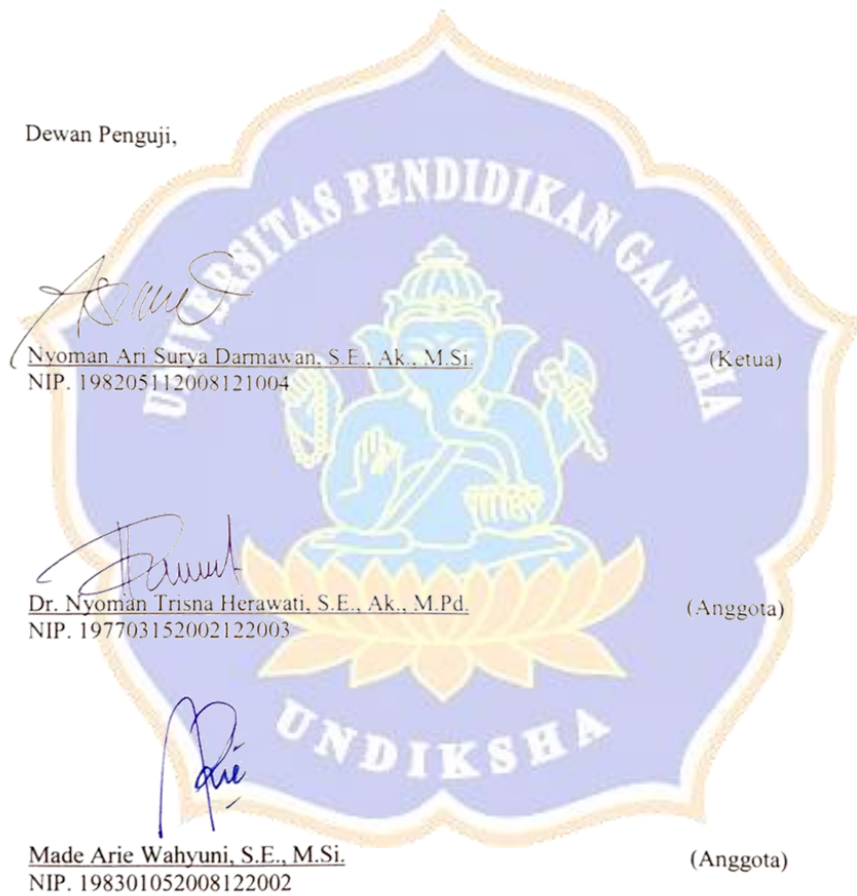 Dewan Penguji,
UNIVERSITAS PENDIDIKAN GANESHA
Nyoman Ari Surya Darmawan, S.E., Ak., M.Si. (Ketua)
NIP. 198205112008121004
Dr. Nyoman Trisna Herawati, S.E., Ak., M.Pd. (Anggota)
NIP. 197703152002122003
UNDIKSHA
Made Arie Wahyuni, S.E., M.Si. (Anggota)
NIP. 198301052008122002